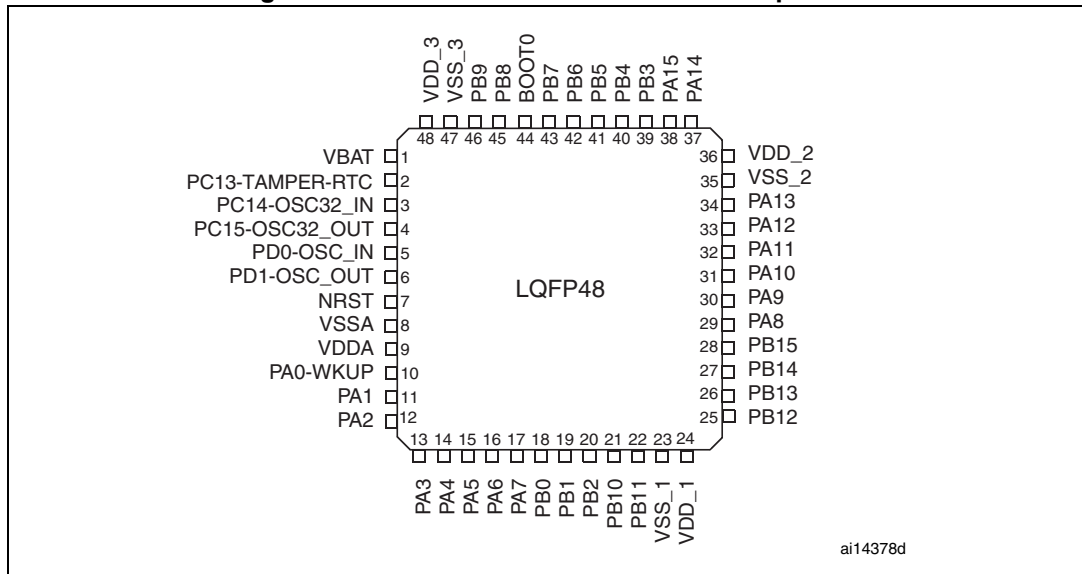 VDD_3
VSS_3
PB9
PB8
BOOT0
PB7
PB6
PB5
PB4
PB3
PA15
PA14
48 47 46 45 44 43 42 41 40 39 38 37
VBAT 1
PC13-TAMPER-RTC 2
PC14-OSC32_IN 3
PC15-OSC32_OUT 4
PD0-OSC_IN 5
PD1-OSC_OUT 6
NRST 7
VSSA 8
VDDA 9
PA0-WKUP 10
PA1 11
PA2 12
LQFP48
36 VDD_2
35 VSS_2
34 PA13
33 PA12
32 PA11
31 PA10
30 PA9
29 PA8
28 PB15
27 PB14
26 PB13
25 PB12
13 14 15 16 17 18 19 20 21 22 23 24
PA3
PA4
PA5
PA6
PA7
PB0
PB1
PB2
PB10
PB11
VSS_1
VDD_1
ai14378d